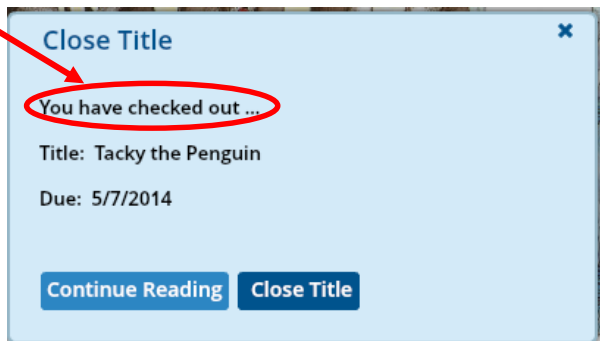 Close Title
You have checked out ...
Title: Tacky the Penguin
Due: 5/7/2014
Continue Reading
Close Title